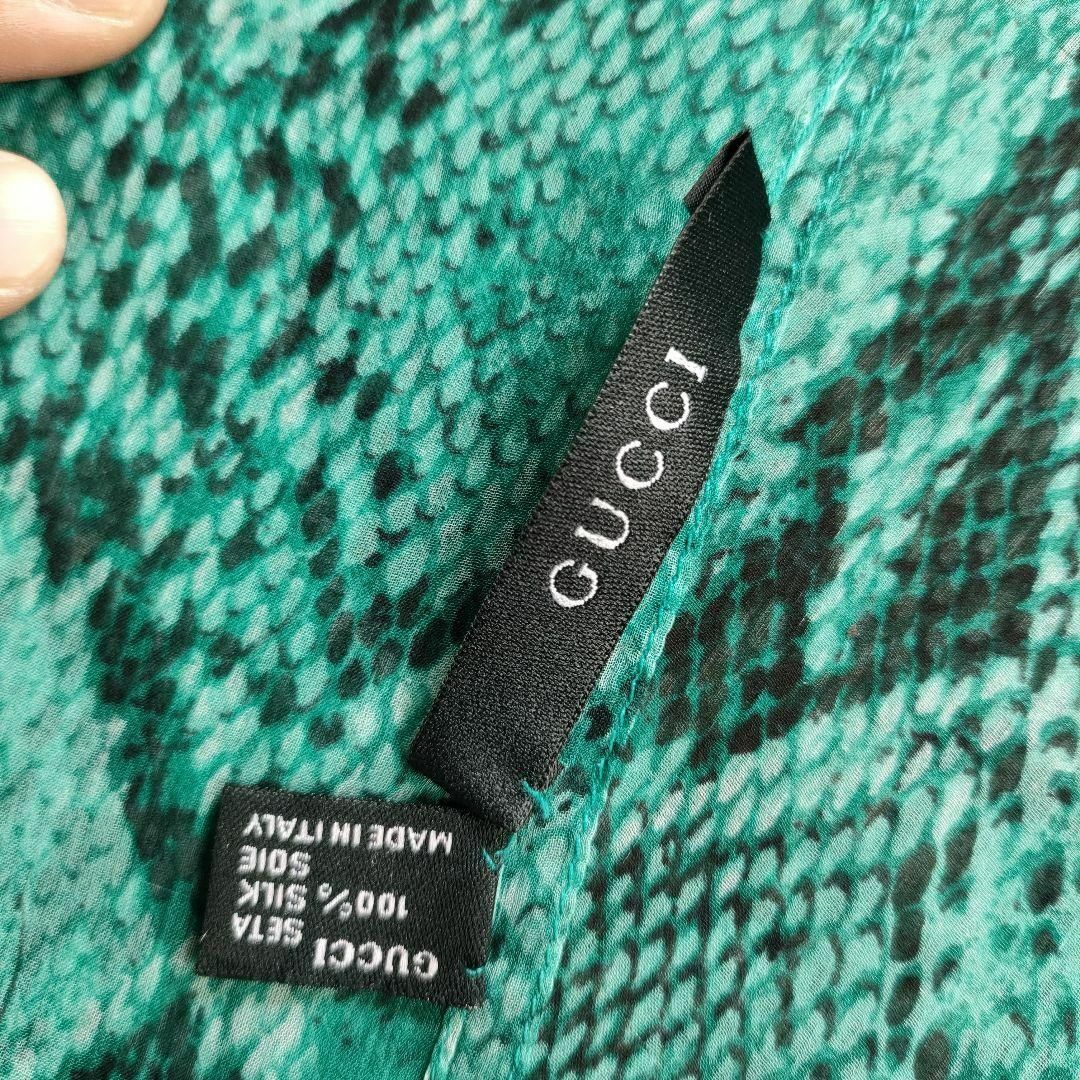 GUCCI
GUCCI
SETA
100% SILK
SOIE
MADE IN ITALY